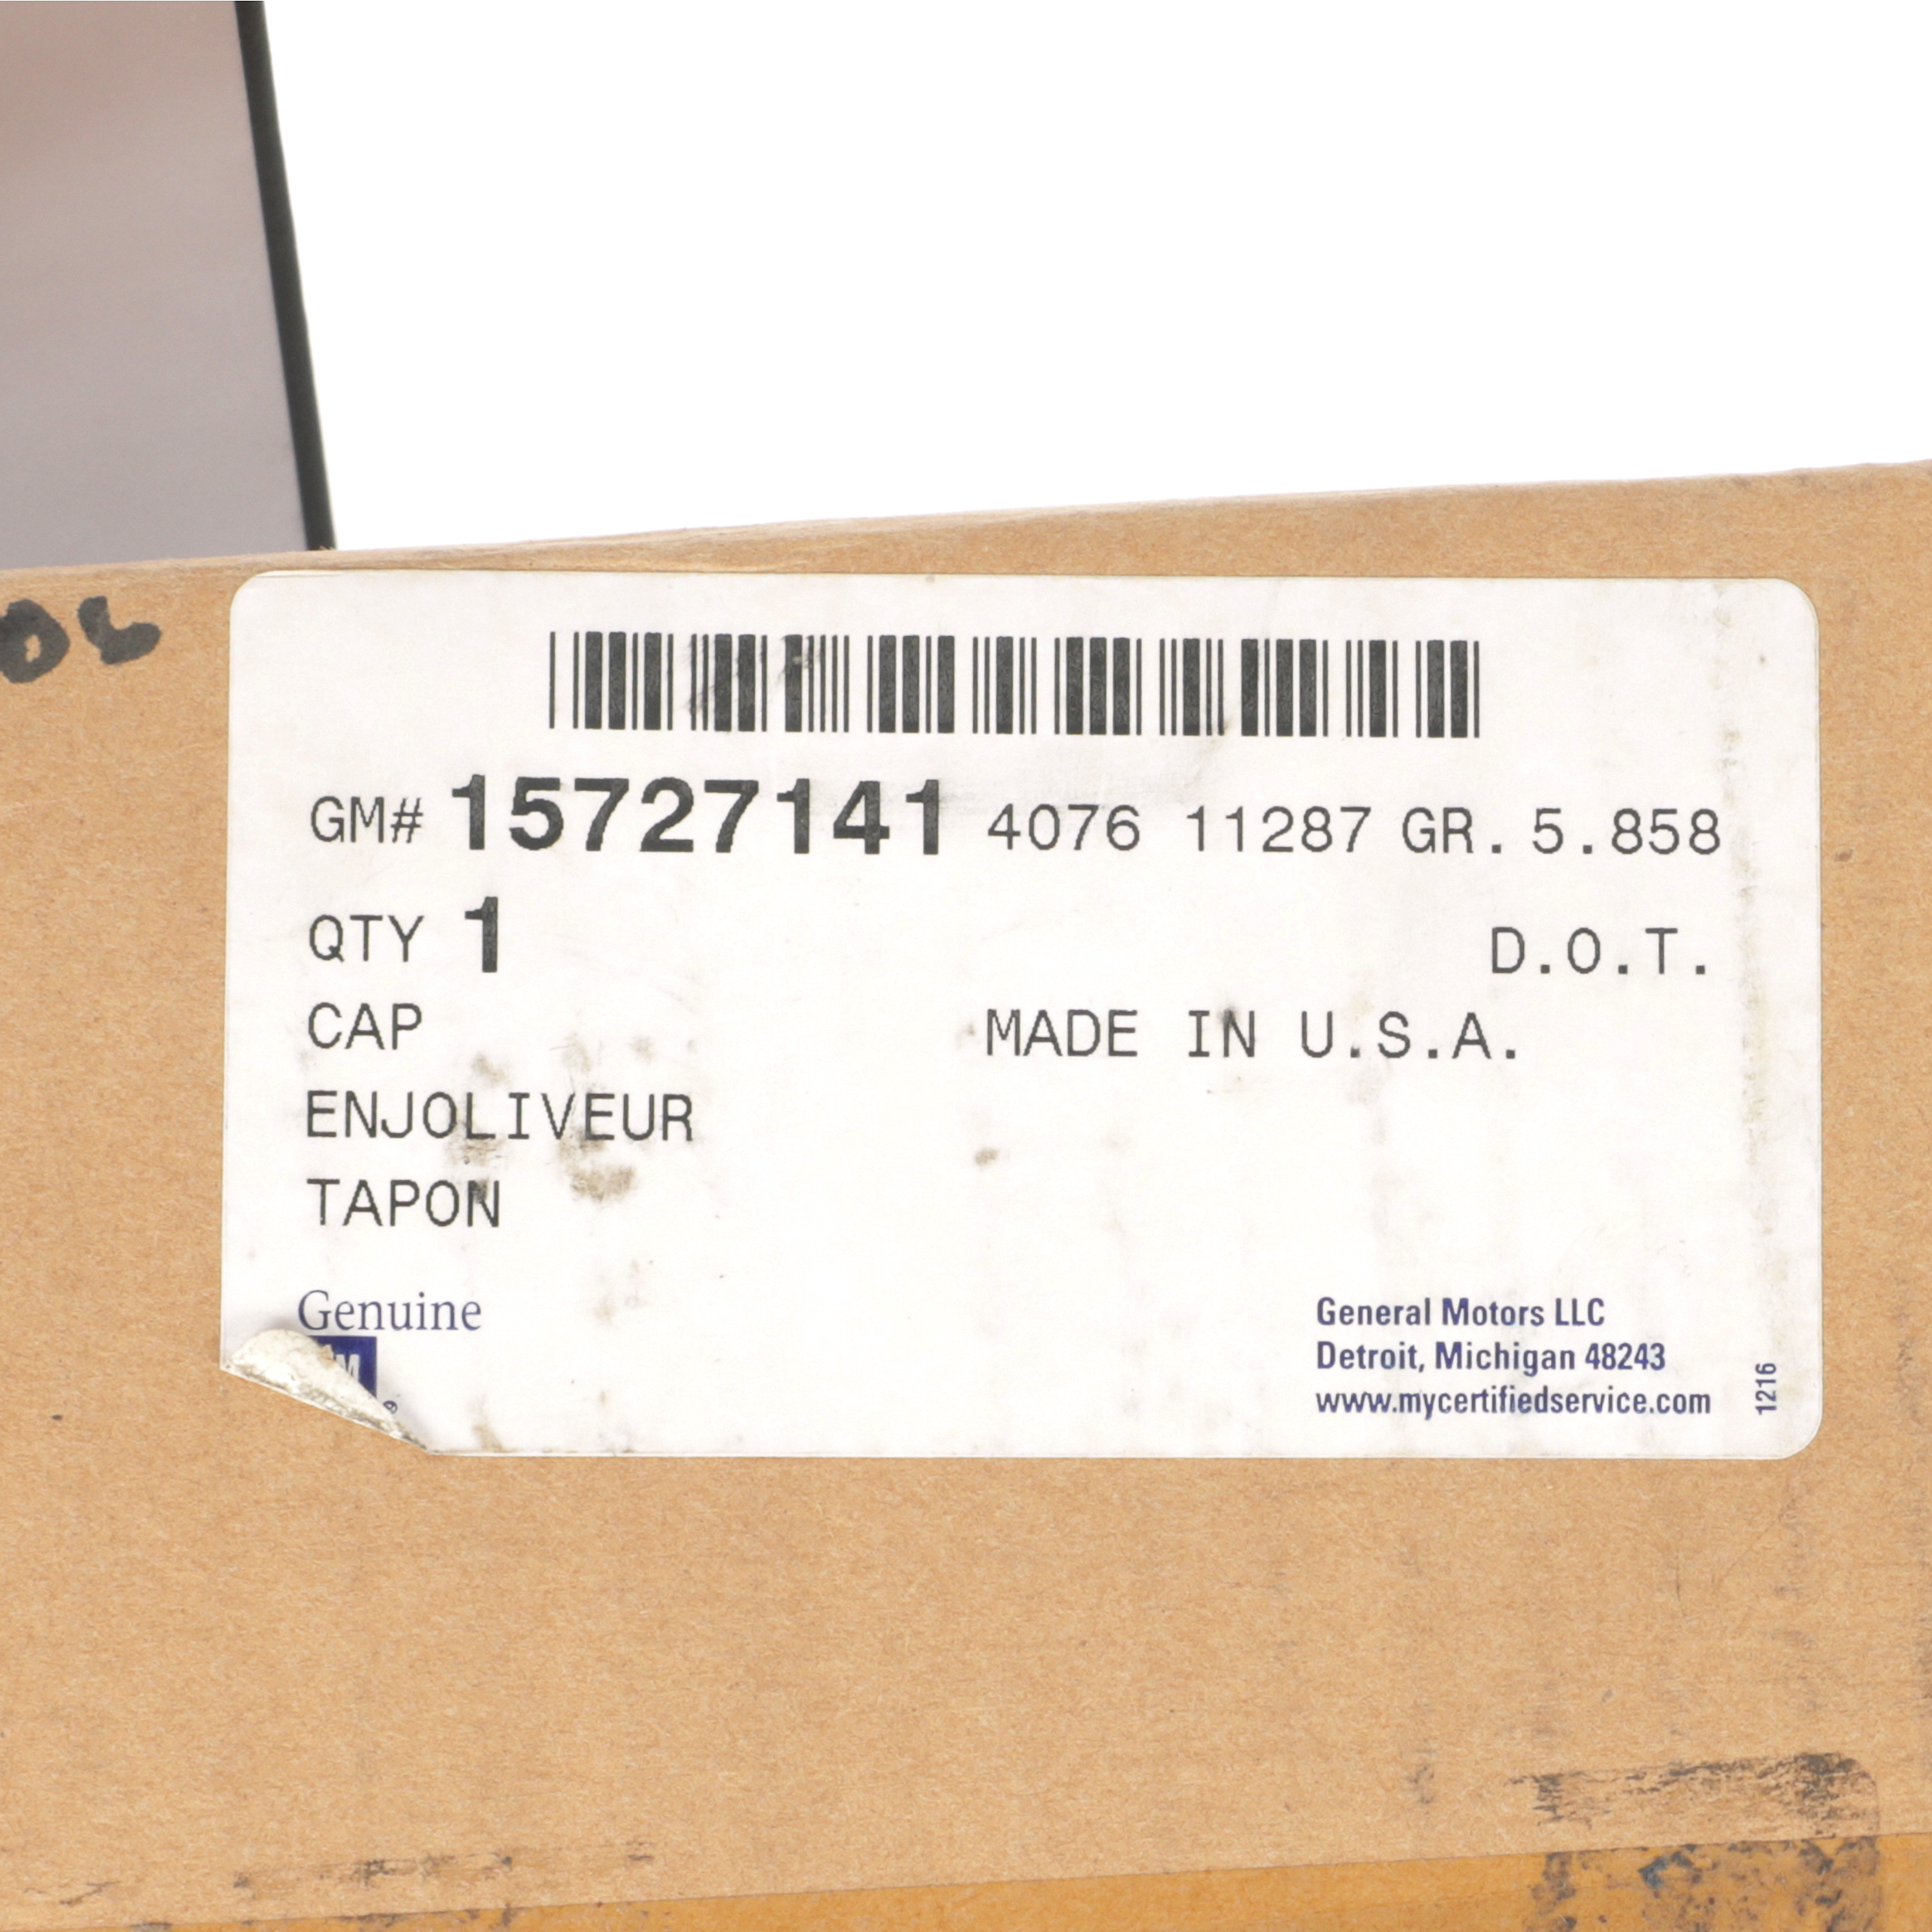 GM# 15727141 4076 11287 GR. 5.858
QTY 1
D.O.T.
CAP
MADE IN U.S.A.
ENJOLIVEUR
TAPON
Genuine
General Motors LLC
Detroit, Michigan 48243
www.mycertifiedservice.com
1216